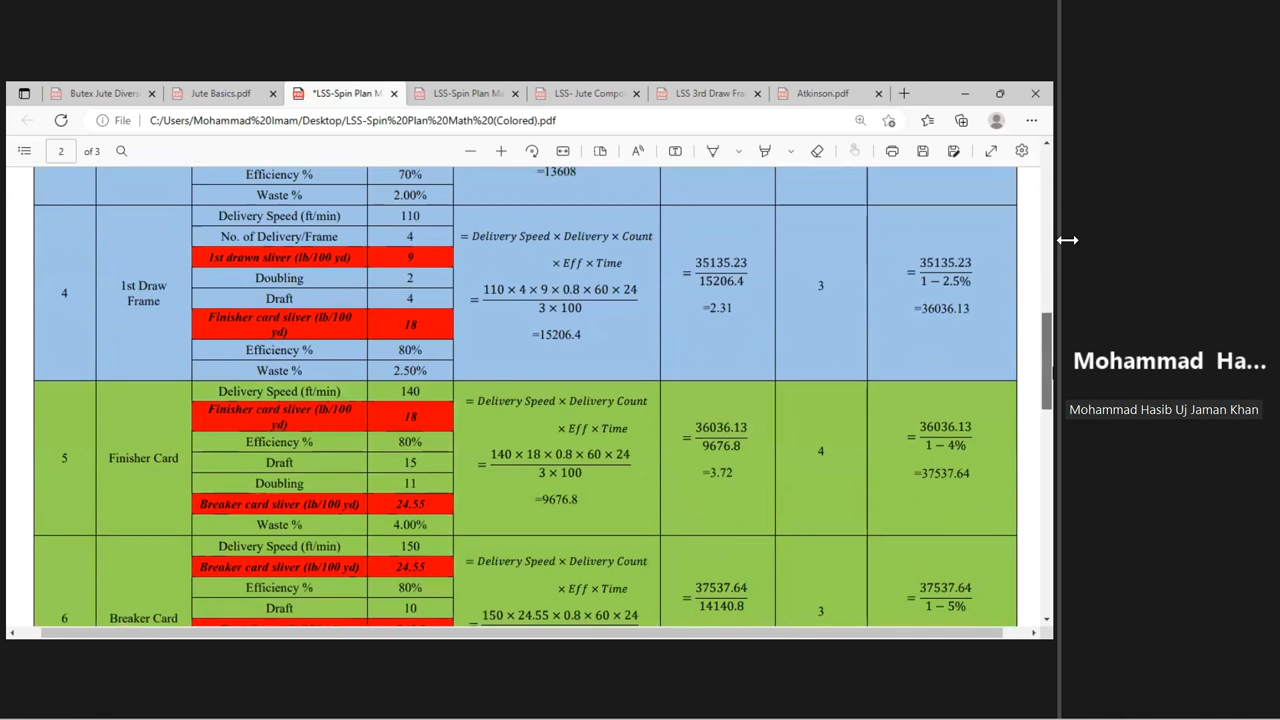 Butex Jute Divers
Jute Basics.pdf
*LSS-Spin Plan M
LSS-Spin Plan Ma
LSS- Jute Compo
LSS 3rd Draw Fra
Atkinson.pdf
File C:/Users/Mohammad%20Imam/Desktop/LSS-Spin%20Plan%20Math%20(Colored).pdf
2 of 3
Efficiency % 70% =13608
Waste % 2.00%
4
1st Draw
Frame
Delivery Speed (ft/min) 110
No. of Delivery/Frame 4
1st drawn sliver (lb/100 yd) 9
Doubling 2
Draft 4
Finisher card sliver (lb/100
yd) 18
Efficiency % 80%
Waste % 2.50%
= Delivery Speed × Delivery × Count
× Eff × Time
= 110 × 4 × 9 × 0.8 × 60 × 24
3 × 100
=15206.4
= 35135.23
15206.4
=2.31
3
= 35135.23
1 − 2.5%
=36036.13
5
Finisher Card
Delivery Speed (ft/min) 140
Finisher card sliver (lb/100
yd) 18
Efficiency % 80%
Draft 15
Doubling 11
Breaker card sliver (lb/100 yd) 24.55
Waste % 4.00%
= Delivery Speed × Delivery Count
× Eff × Time
= 140 × 18 × 0.8 × 60 × 24
3 × 100
=9676.8
= 36036.13
9676.8
=3.72
4
= 36036.13
1 − 4%
=37537.64
6
Breaker Card
Delivery Speed (ft/min) 150
Breaker card sliver (lb/100 yd) 24.55
Efficiency % 80%
Draft 10
= Delivery Speed × Delivery Count
× Eff × Time
= 150 × 24.55 × 0.8 × 60 × 24
= 37537.64
14140.8
3
= 37537.64
1 − 5%
Mohammad Ha...
Mohammad Hasib Uj Jaman Khan